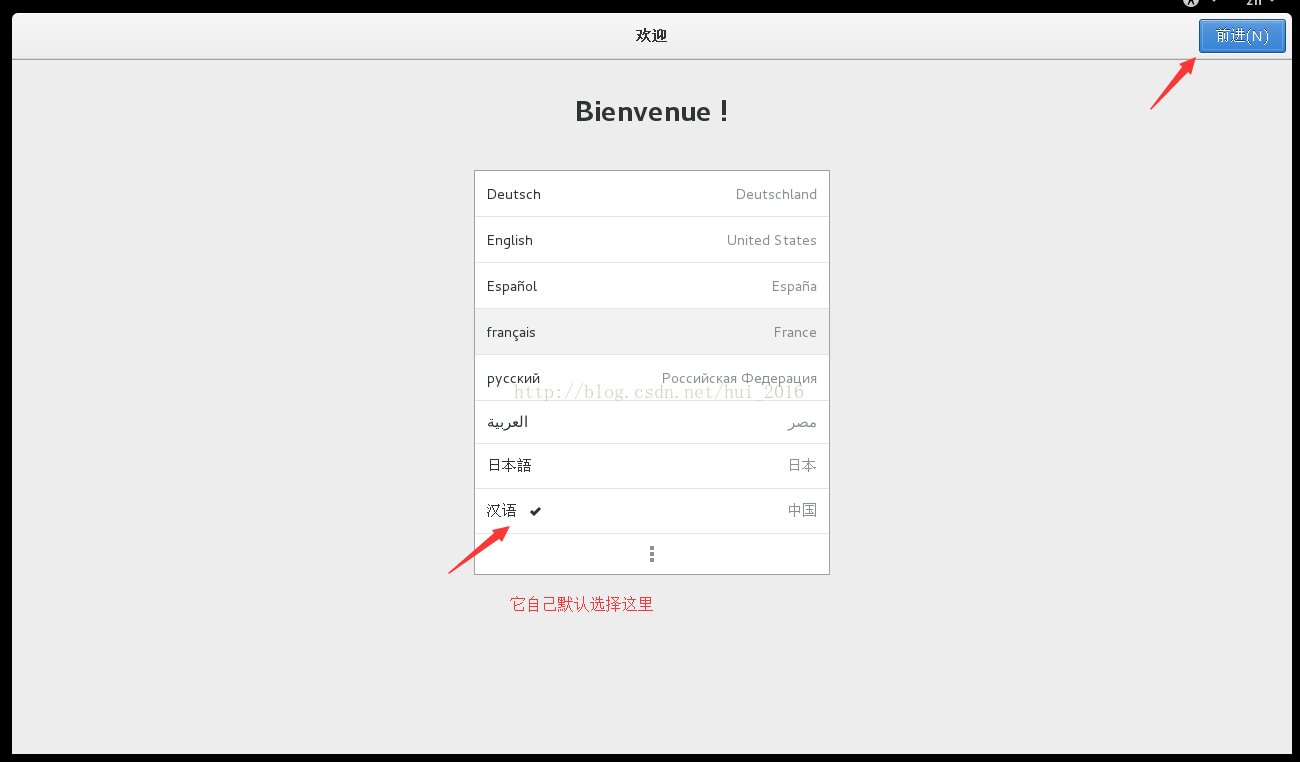 zh
欢迎
前进(N)
Bienvenue !
Deutsch Deutschland
English United States
Español España
français France
русский Российская Федерация
http://blog.csdn.net/hui_2016
العربية مصر
日本語 日本
汉语 中国
它自己默认选择这里